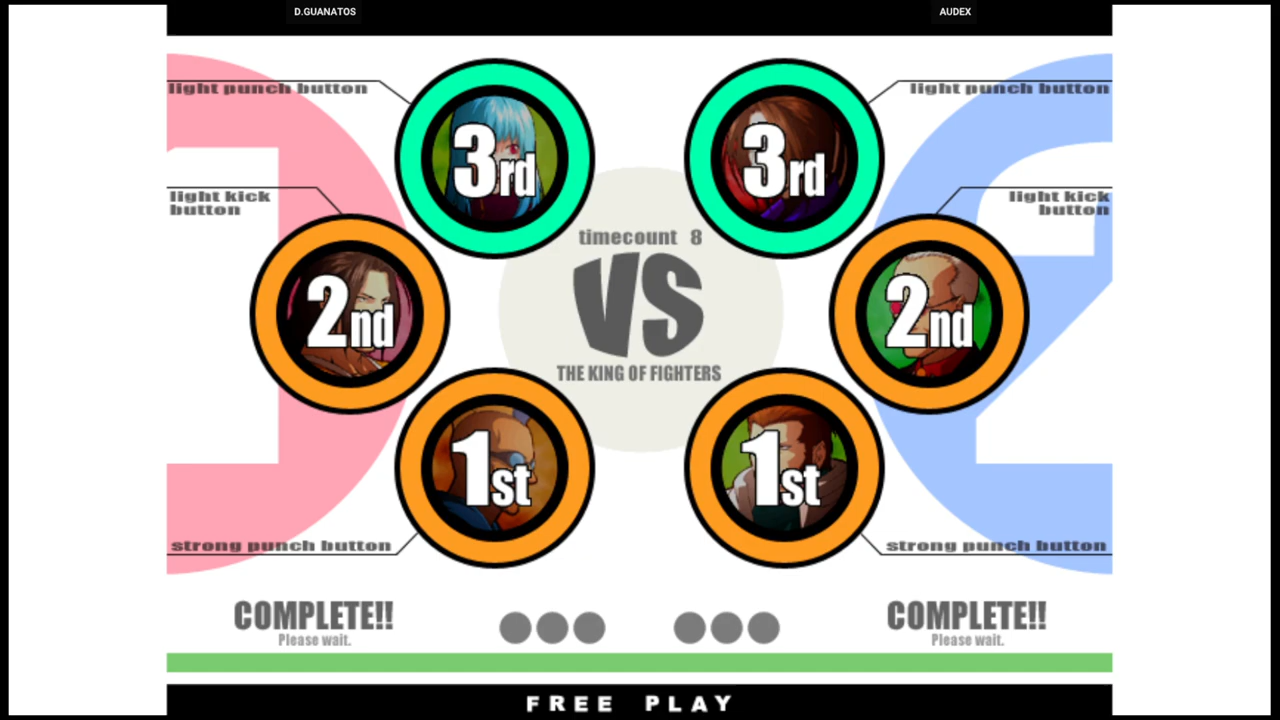 D.GUANATOS
AUDEX
light punch button
light punch button
3rd
3rd
light kick
button
light kick
button
timecount 8
VS
THE KING OF FIGHTERS
2nd
2nd
1st
1st
strong punch button
strong punch button
COMPLETE!!
Please wait.
COMPLETE!!
Please wait.
FREE PLAY
1
2